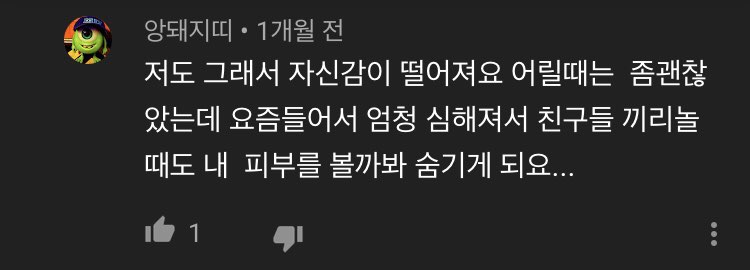 앙돼지띠 • 1개월 전
저도 그래서 자신감이 떨어져요 어릴때는  좀괜찮
았는데 요즘들어서 엄청 심해져서 친구들 끼리놀
때도 내  피부를 볼까봐 숨기게 되요...
1